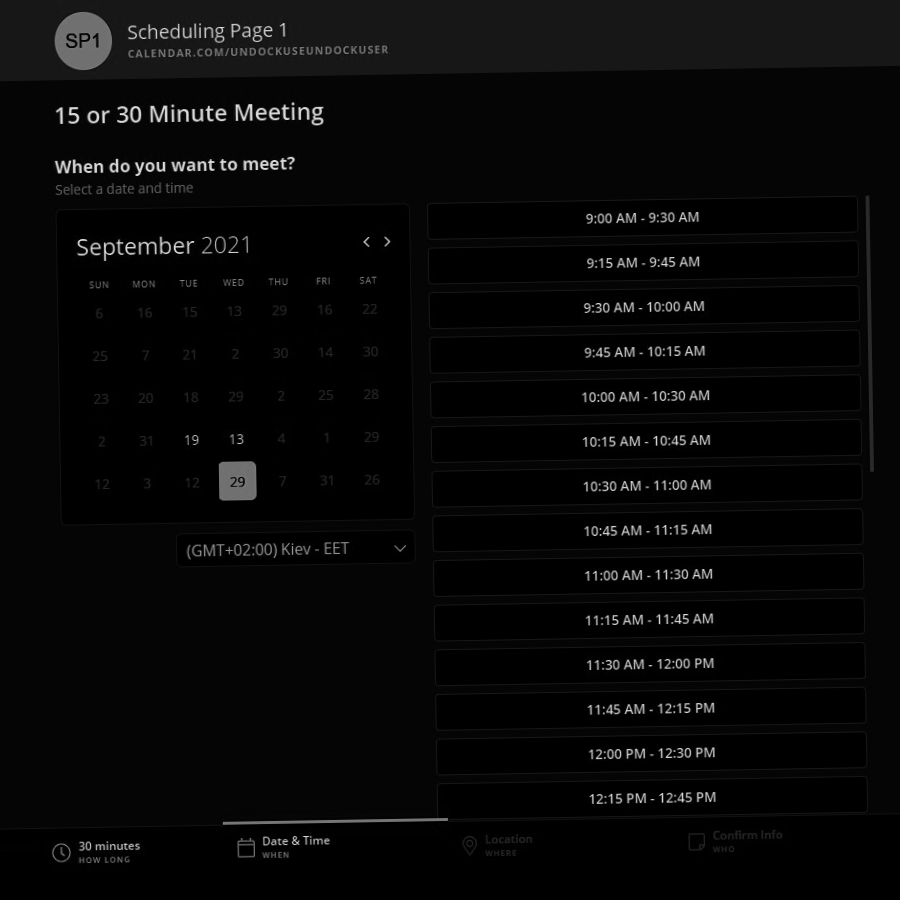 SP1
Scheduling Page 1
CALENDAR.COM/UNDOCKUSEUNDOCKUSER
15 or 30 Minute Meeting
When do you want to meet?
Select a date and time
September 2021
SUN MON TUE WED THU FRI SAT
6 16 15 13 29 16 22
25 7 21 2 30 14 30
23 20 18 29 2 25 28
2 31 19 13 4 1 29
12 3 12 29 7 31 26
(GMT+02:00) Kiev - EET
9:00 AM - 9:30 AM
9:15 AM - 9:45 AM
9:30 AM - 10:00 AM
9:45 AM - 10:15 AM
10:00 AM - 10:30 AM
10:15 AM - 10:45 AM
10:30 AM - 11:00 AM
10:45 AM - 11:15 AM
11:00 AM - 11:30 AM
11:15 AM - 11:45 AM
11:30 AM - 12:00 PM
11:45 AM - 12:15 PM
12:00 PM - 12:30 PM
12:15 PM - 12:45 PM
30 minutes
HOW LONG
Date & Time
WHEN
Location
WHERE
Confirm Info
WHO